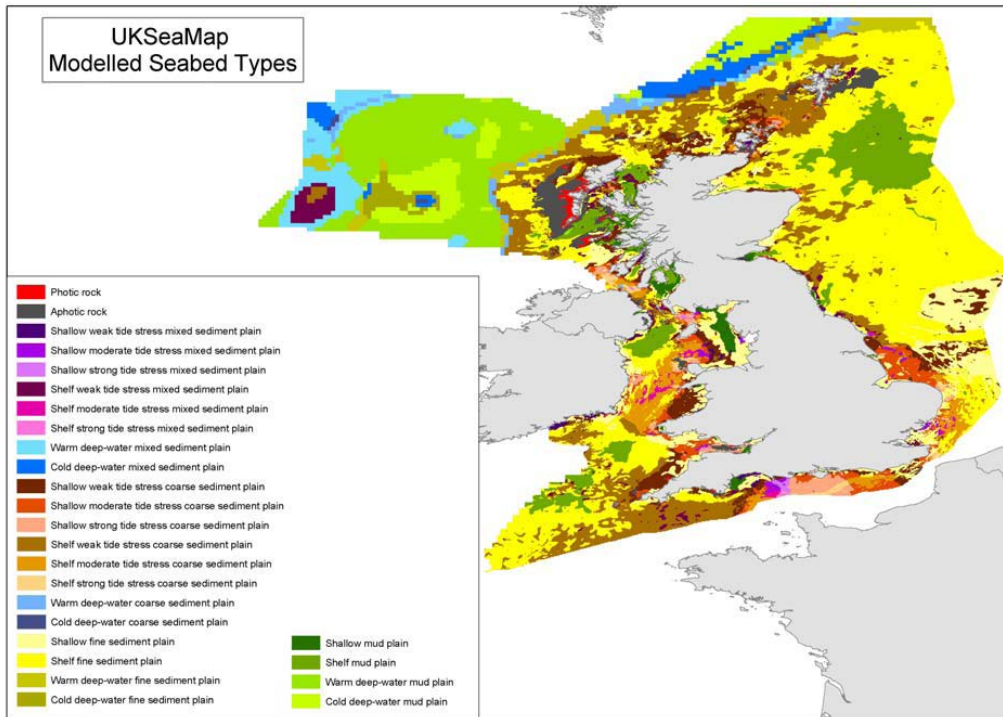 UKSeaMap
Modelled Seabed Types
Photic rock
Aphotic rock
Shallow weak tide stress mixed sediment plain
Shallow moderate tide stress mixed sediment plain
Shallow strong tide stress mixed sediment plain
Shelf weak tide stress mixed sediment plain
Shelf moderate tide stress mixed sediment plain
Shelf strong tide stress mixed sediment plain
Warm deep-water mixed sediment plain
Cold deep-water mixed sediment plain
Shallow weak tide stress coarse sediment plain
Shallow moderate tide stress coarse sediment plain
Shallow strong tide stress coarse sediment plain
Shelf weak tide stress coarse sediment plain
Shelf moderate tide stress coarse sediment plain
Shelf strong tide stress coarse sediment plain
Warm deep-water coarse sediment plain
Cold deep-water coarse sediment plain
Shallow fine sediment plain
Shelf fine sediment plain
Warm deep-water fine sediment plain
Cold deep-water fine sediment plain
Shallow mud plain
Shelf mud plain
Warm deep-water mud plain
Cold deep-water mud plain